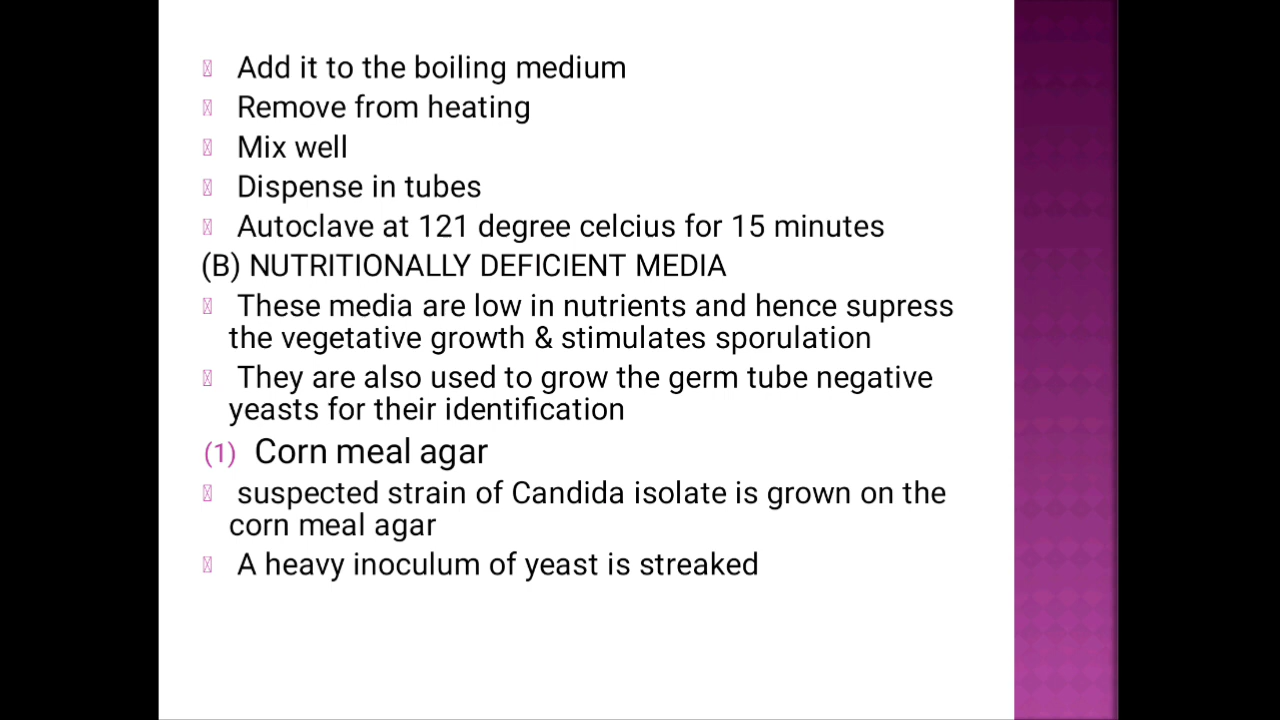 Add it to the boiling medium
Remove from heating
Mix well
Dispense in tubes
Autoclave at 121 degree celcius for 15 minutes
(B) NUTRITIONALLY DEFICIENT MEDIA
These media are low in nutrients and hence supress
the vegetative growth & stimulates sporulation
They are also used to grow the germ tube negative
yeasts for their identification
(1) Corn meal agar
suspected strain of Candida isolate is grown on the
corn meal agar
A heavy inoculum of yeast is streaked